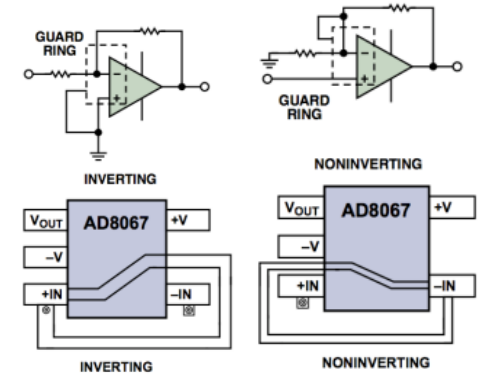 GUARD
RING
–
+
INVERTING
–
+
GUARD
RING
NONINVERTING
VOUT
AD8067
+V
–V
+IN
–IN
INVERTING
VOUT
AD8067
+V
–V
+IN
–IN
NONINVERTING